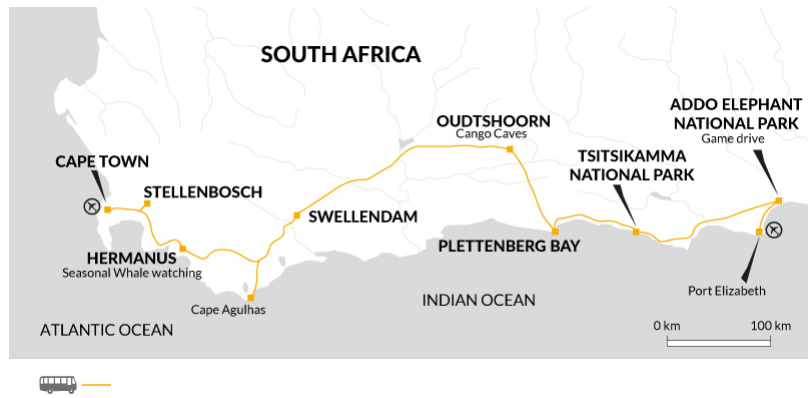 SOUTH AFRICA
ADDO ELEPHANT
NATIONAL PARK
Game drive
OUDTSHOORN
Cango Caves
TSITSIKAMMA
NATIONAL PARK
CAPE TOWN
STELLENBOSCH
SWELLENDAM
PLETTENBERG BAY
HERMANUS
Seasonal Whale watching
Port Elizabeth
INDIAN OCEAN
Cape Agulhas
ATLANTIC OCEAN
0 km
100 km